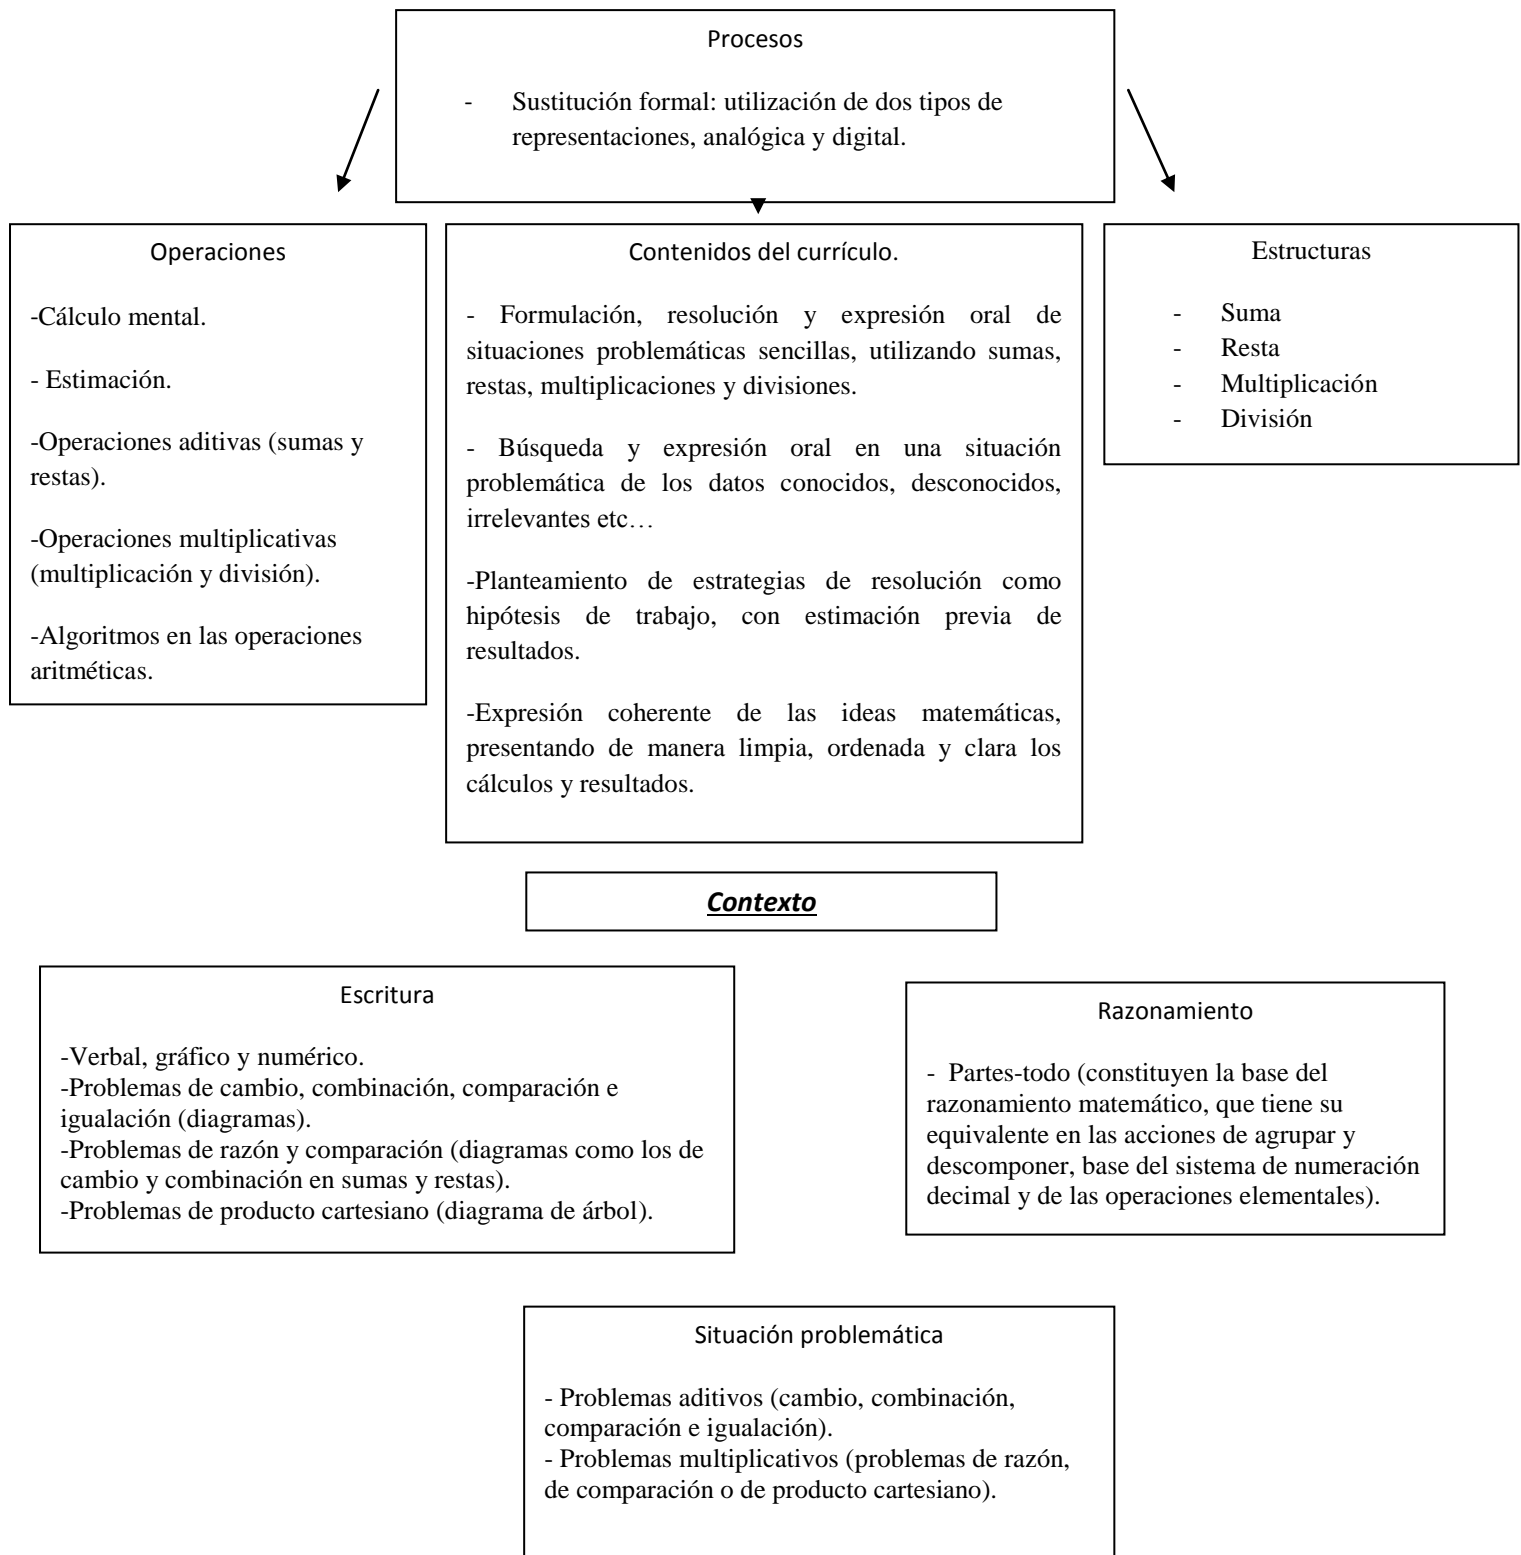 Procesos
- Sustitución formal: utilización de dos tipos de
representaciones, analógica y digital.
Operaciones
-Cálculo mental.
- Estimación.
-Operaciones aditivas (sumas y
restas).
-Operaciones multiplicativas
(multiplicación y división).
-Algoritmos en las operaciones
aritméticas.
Contenidos del currículo.
- Formulación, resolución y expresión oral de
situaciones problemáticas sencillas, utilizando sumas,
restas, multiplicaciones y divisiones.
- Búsqueda y expresión oral en una situación
problemática de los datos conocidos, desconocidos,
irrelevantes etc…
-Planteamiento de estrategias de resolución como
hipótesis de trabajo, con estimación previa de
resultados.
-Expresión coherente de las ideas matemáticas,
presentando de manera limpia, ordenada y clara los
cálculos y resultados.
Estructuras
- Suma
- Resta
- Multiplicación
- División
Contexto
Escritura
-Verbal, gráfico y numérico.
-Problemas de cambio, combinación, comparación e
igualación (diagramas).
-Problemas de razón y comparación (diagramas como los de
cambio y combinación en sumas y restas).
-Problemas de producto cartesiano (diagrama de árbol).
Razonamiento
- Partes-todo (constituyen la base del
razonamiento matemático, que tiene su
equivalente en las acciones de agrupar y
descomponer, base del sistema de numeración
decimal y de las operaciones elementales).
Situación problemática
- Problemas aditivos (cambio, combinación,
comparación e igualación).
- Problemas multiplicativos (problemas de razón,
de comparación o de producto cartesiano).